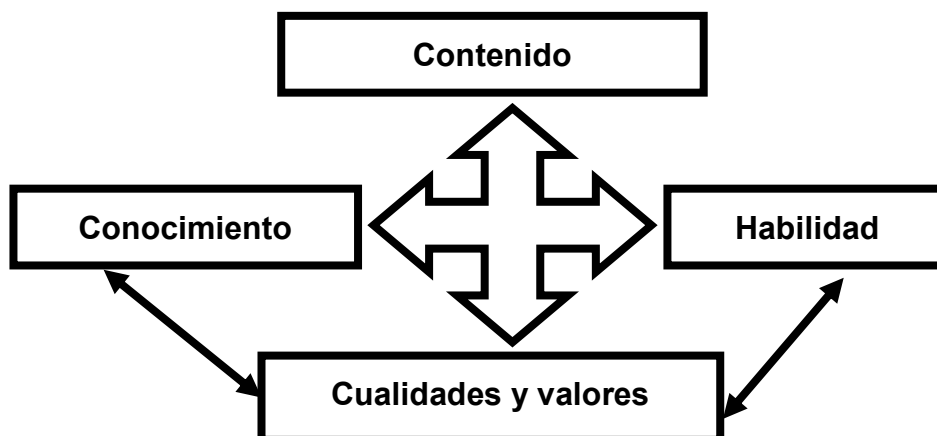 Contenido
Conocimiento
Habilidad
Cualidades y valores